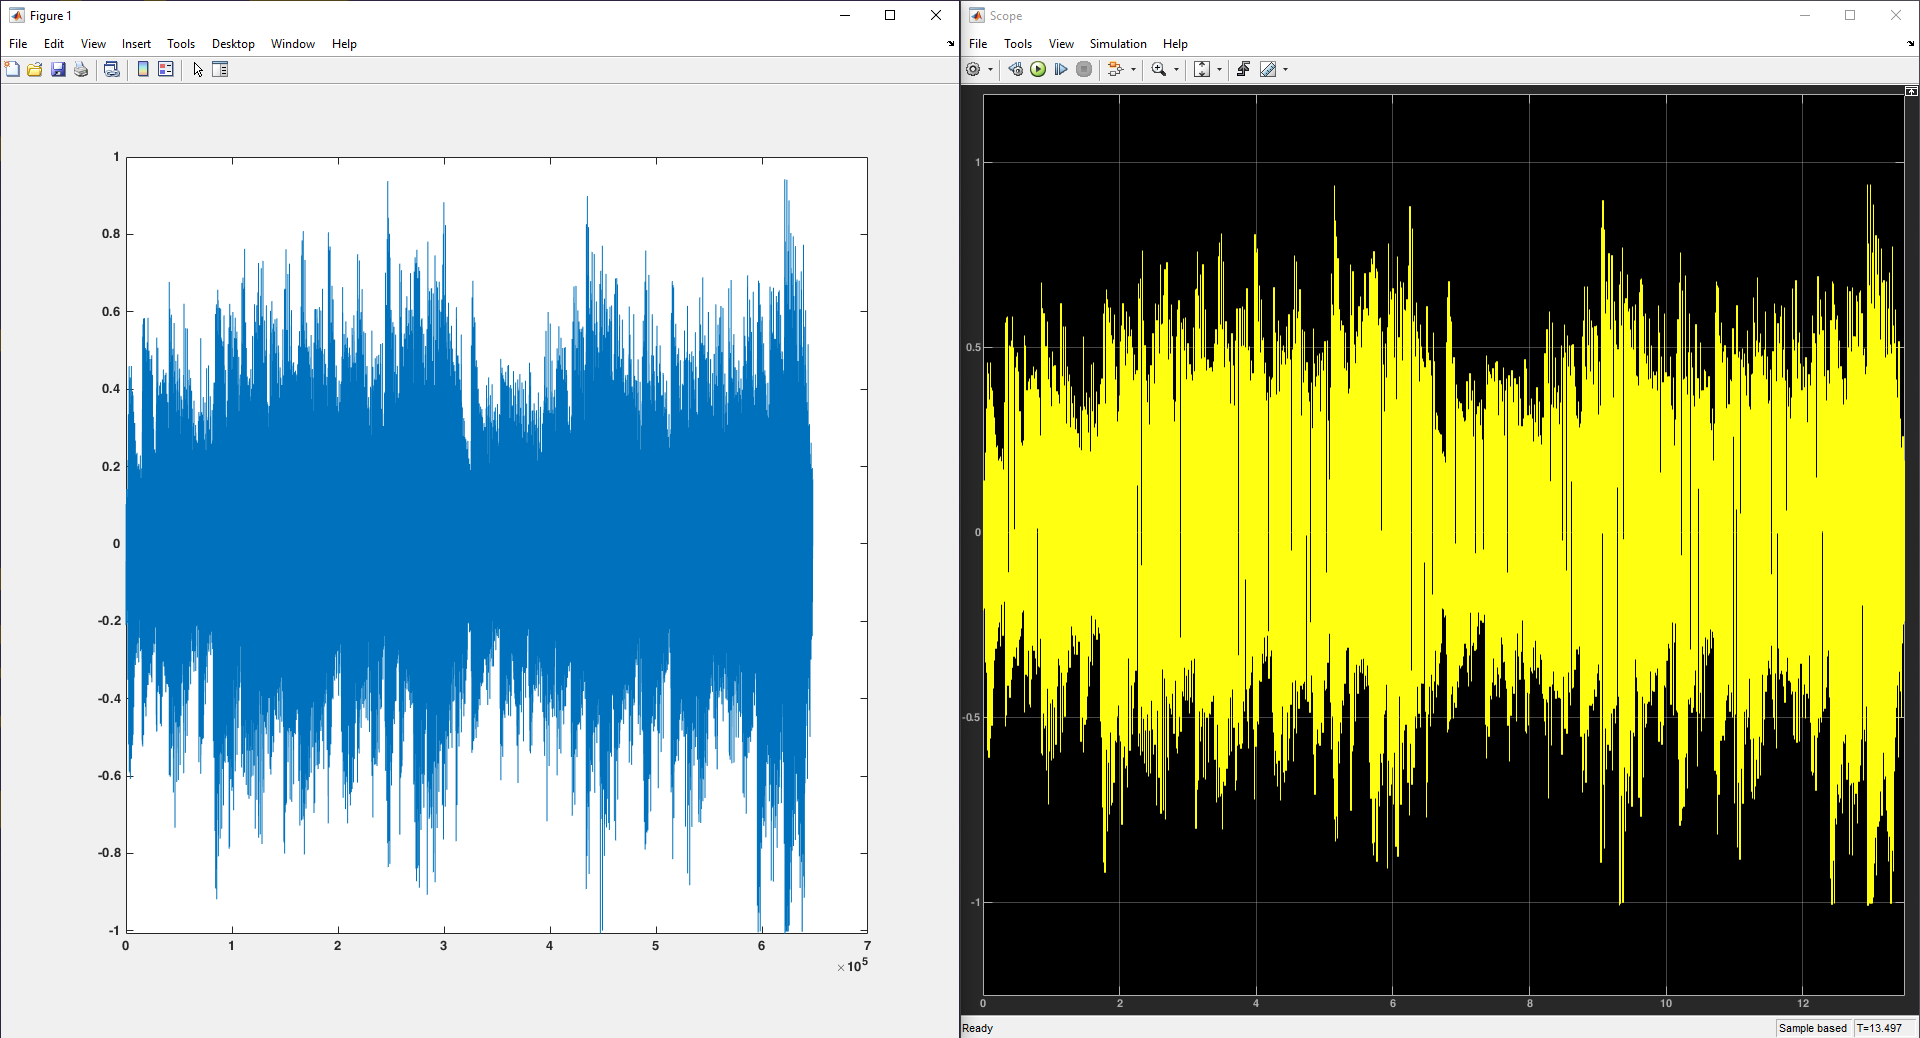 Figure 1
File Edit View Insert Tools Desktop Window Help
1
0.8
0.6
0.4
0.2
0
-0.2
-0.4
-0.6
-0.8
-1
0 1 2 3 4 5 6 7
×10^5
Scope
File Tools View Simulation Help
1
0.5
0
-0.5
-1
0 2 4 6 8 10 12
Ready Sample based T=13.497